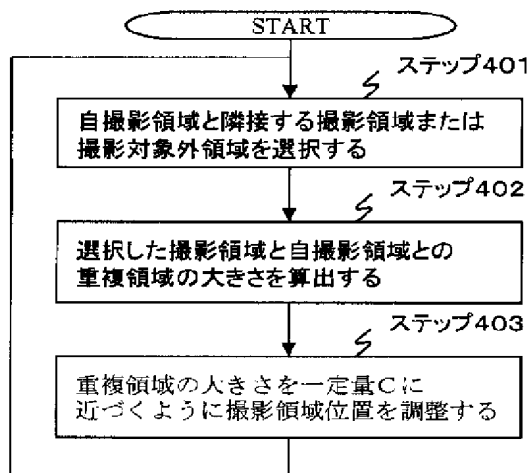 START
ステップ401
自撮影領域と隣接する撮影領域または
撮影対象外領域を選択する
ステップ402
選択した撮影領域と自撮影領域との
重複領域の大きさを算出する
ステップ403
重複領域の大きさを一定量Cに
近づくように撮影領域位置を調整する